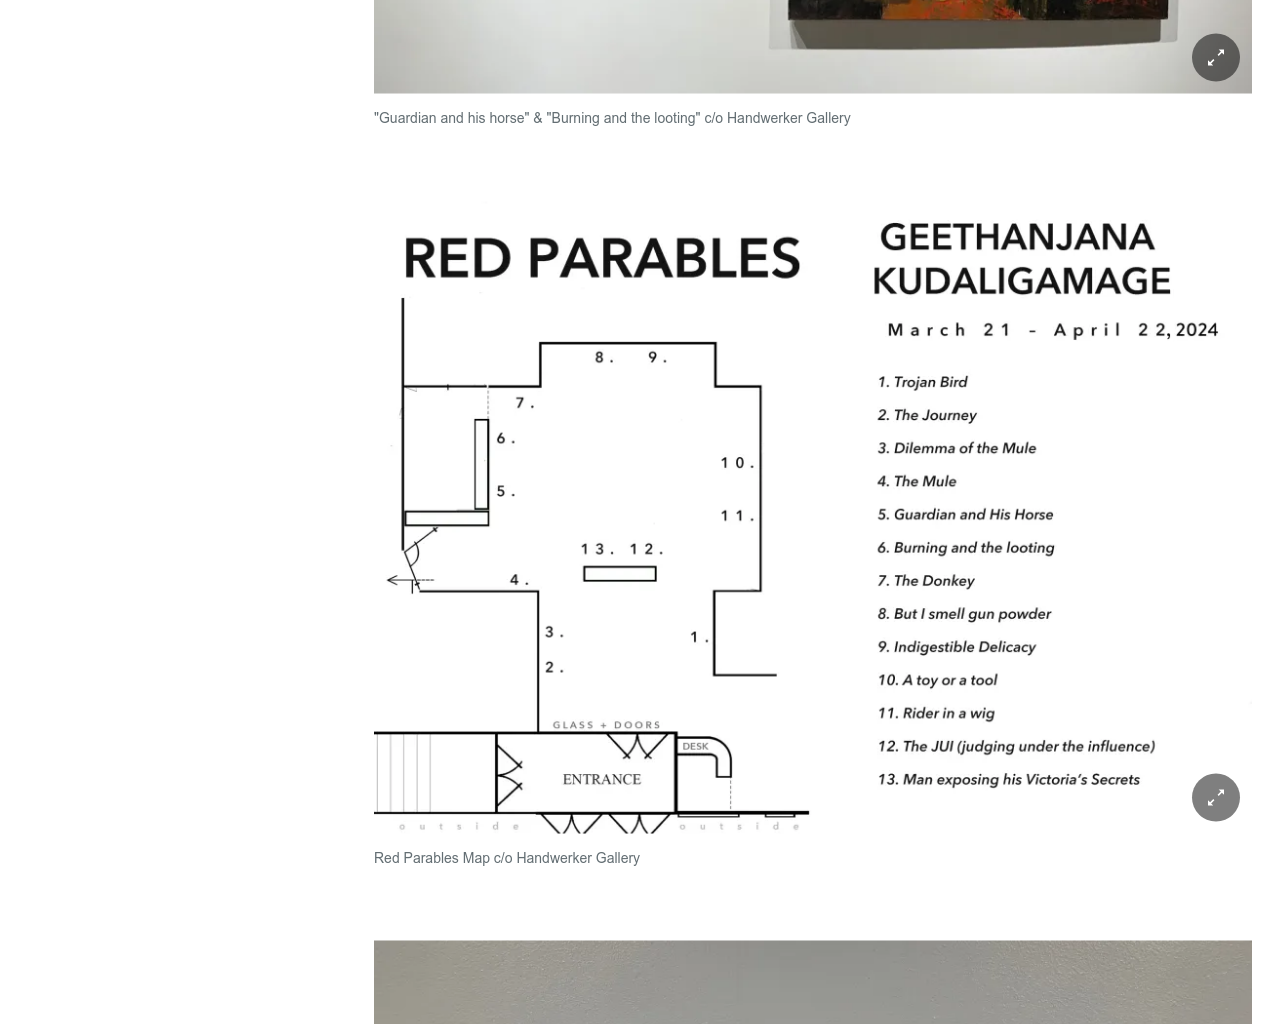 "Guardian and his horse" & "Burning and the looting" c/o Handwerker Gallery
RED PARABLES
GEETHANJANA
KUDALIGAMAGE
March 21 - April 22, 2024
8. 9.
7.
6.
10.
5.
11.
13. 12.
4.
3.
1.
2.
GLASS + DOORS
DESK
ENTRANCE
outside outside
1. Trojan Bird
2. The Journey
3. Dilemma of the Mule
4. The Mule
5. Guardian and His Horse
6. Burning and the looting
7. The Donkey
8. But I smell gun powder
9. Indigestible Delicacy
10. A toy or a tool
11. Rider in a wig
12. The JUI (judging under the influence)
13. Man exposing his Victoria's Secrets
Red Parables Map c/o Handwerker Gallery